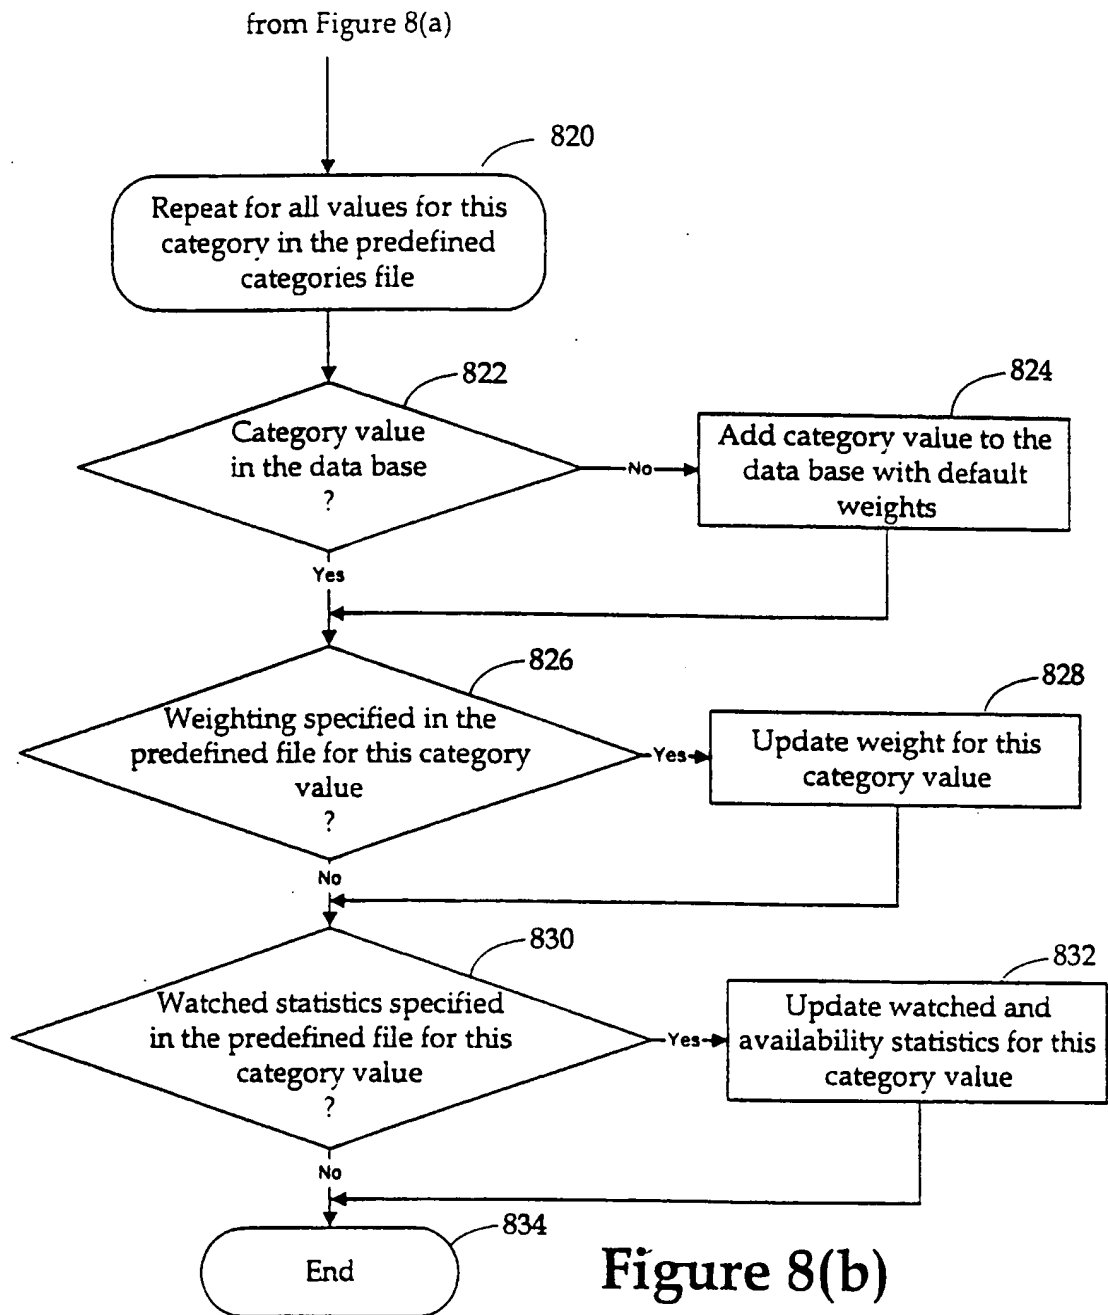 from Figure 8(a)
820
Repeat for all values for this
category in the predefined
categories file
822
Category value
in the data base
?
No
824
Add category value to the
data base with default
weights
Yes
826
Weighting specified in the
predefined file for this category
value
?
Yes
828
Update weight for this
category value
No
830
Watched statistics specified
in the predefined file for this
category value
?
Yes
832
Update watched and
availability statistics for this
category value
No
834
End
Figure 8(b)